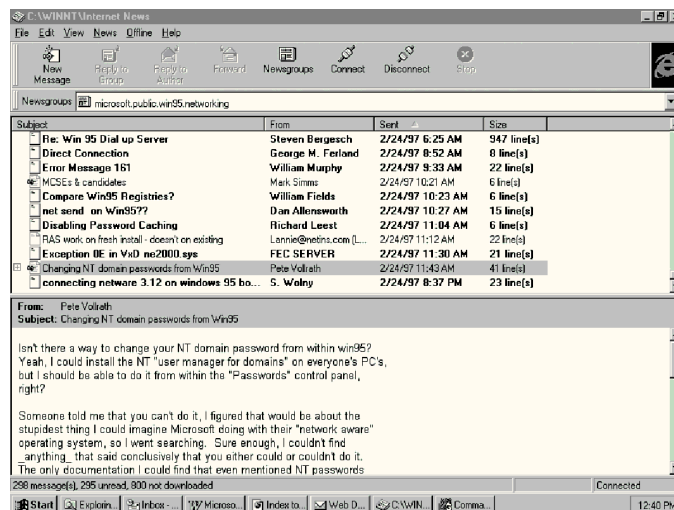 C:\WINNT\Internet News
File Edit View News Offline Help
New Message Reply to Group Reply to Author Forward Newsgroups Connect Disconnect Stop
Newsgroups microsoft.public.win95.networking
Subject From Sent Size
Re: Win 95 Dial up Server Steven Bergesch 2/24/97 6:25 AM 947 line(s)
Direct Connection George M. Ferland 2/24/97 8:52 AM 8 line(s)
Error Message 161 William Murphy 2/24/97 9:33 AM 22 line(s)
MCSEs & candidates Mark Simms 2/24/97 10:21 AM 6 line(s)
Compare Win95 Registries? William Fields 2/24/97 10:23 AM 6 line(s)
net send on Win95?? Dan Allensworth 2/24/97 10:27 AM 15 line(s)
Disabling Password Caching Richard Leest 2/24/97 11:04 AM 6 line(s)
RAS work on fresh install - doesn't on existing Lannie@netins.com (L... 2/24/97 11:12 AM 22 line(s)
Exception 0E in VxD ne2000.sys FEC SERVER 2/24/97 11:30 AM 21 line(s)
Changing NT domain passwords from Win95 Pete Vollrath 2/24/97 11:43 AM 41 line(s)
connecting netware 3.12 on windows 95 bo... S. Wolny 2/24/97 8:37 PM 23 line(s)
From: Pete Vollrath
Subject: Changing NT domain passwords from Win95
Isn't there a way to change your NT domain password from within win95?
Yeah, I could install the NT "user manager for domains" on everyone's PC's,
but I should be able to do it from within the "Passwords" control panel,
right?
Someone told me that you can't do it, I figured that would be about the
stupidest thing I could imagine Microsoft doing with their "network aware"
operating system, so I went searching. Sure enough, I couldn't find
_anything_ that said conclusively that you either could or couldn't do it.
The only documentation I could find that even mentioned NT passwords
298 message(s), 295 unread, 800 not downloaded Connected
Start Explorin... Inbox - ... Microso... Index to... Web D... C:\WIN... Comma... 12:40 PM